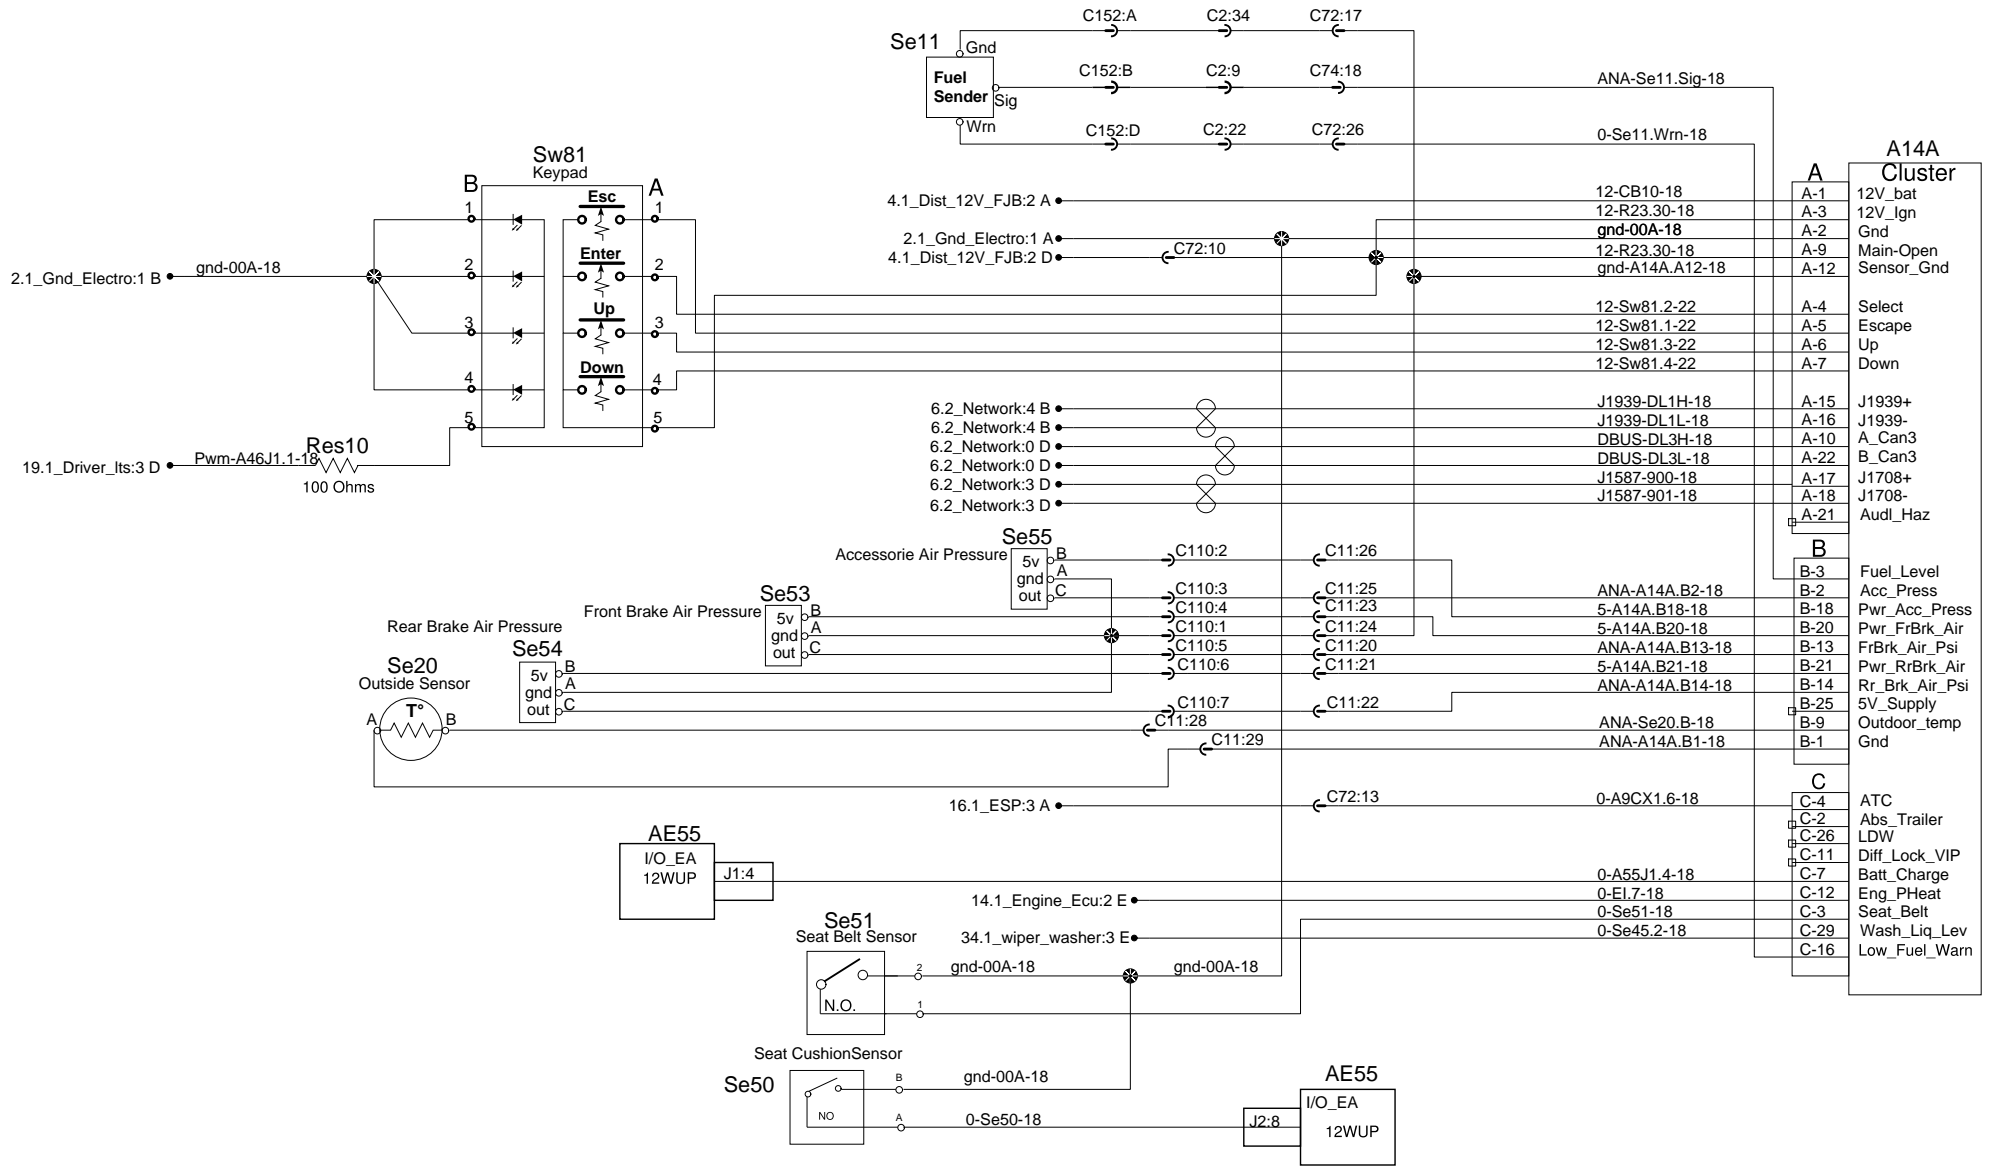 C152:A C2:34 C72:17
Se11
Gnd
Fuel
Sender
Sig
Wrn
C152:B C2:9 C74:18 ANA-Se11.Sig-18
C152:D C2:22 C72:26 0-Se11.Wrn-18
A14A
Cluster
A
4.1_Dist_12V_FJB:2 A 12-CB10-18 A-1 12V_bat
12-R23.30-18 A-3 12V_Ign
2.1_Gnd_Electro:1 A gnd-00A-18 A-2 Gnd
4.1_Dist_12V_FJB:2 D C72:10 12-R23.30-18 A-9 Main-Open
gnd-A14A.A12-18 A-12 Sensor_Gnd
12-Sw81.2-22 A-4 Select
12-Sw81.1-22 A-5 Escape
12-Sw81.3-22 A-6 Up
12-Sw81.4-22 A-7 Down
Sw81
Keypad
B A
1 Esc 1
2 Enter 2
3 Up 3
4 Down 4
5 5
2.1_Gnd_Electro:1 B gnd-00A-18
19.1_Driver_lts:3 D Pwm-A46J1.1-18 Res10
100 Ohms
6.2_Network:4 B J1939-DL1H-18 A-15 J1939+
6.2_Network:4 B J1939-DL1L-18 A-16 J1939-
6.2_Network:0 D DBUS-DL3H-18 A-10 A_Can3
6.2_Network:0 D DBUS-DL3L-18 A-22 B_Can3
6.2_Network:3 D J1587-900-18 A-17 J1708+
6.2_Network:3 D J1587-901-18 A-18 J1708-
A-21 Audl_Haz
Se55
Accessorie Air Pressure
5v B
gnd A
out C
C110:2 C11:26
Se53
Front Brake Air Pressure
5v B
gnd A
out C
Rear Brake Air Pressure
Se54
5v B
gnd A
out C
Se20
Outside Sensor
A T° B
B
B-3 Fuel_Level
C110:3 C11:25 ANA-A14A.B2-18 B-2 Acc_Press
C110:4 C11:23 5-A14A.B18-18 B-18 Pwr_Acc_Press
C110:1 C11:24 5-A14A.B20-18 B-20 Pwr_FrBrk_Air
C110:5 C11:20 ANA-A14A.B13-18 B-13 FrBrk_Air_Psi
C110:6 C11:21 5-A14A.B21-18 B-21 Pwr_RrBrk_Air
ANA-A14A.B14-18 B-14 Rr_Brk_Air_Psi
C110:7 C11:22 B-25 5V_Supply
C11:28 ANA-Se20.B-18 B-9 Outdoor_temp
C11:29 ANA-A14A.B1-18 B-1 Gnd
C
16.1_ESP:3 A C72:13 0-A9CX1.6-18 C-4 ATC
C-2 Abs_Trailer
C-26 LDW
C-11 Diff_Lock_VIP
AE55
I/O_EA
12WUP
J1:4 0-A55J1.4-18 C-7 Batt_Charge
14.1_Engine_Ecu:2 E 0-EI.7-18 C-12 Eng_PHeat
0-Se51-18 C-3 Seat_Belt
34.1_wiper_washer:3 E 0-Se45.2-18 C-29 Wash_Liq_Lev
C-16 Low_Fuel_Warn
Se51
Seat Belt Sensor
2 gnd-00A-18 gnd-00A-18
N.O. 1
Seat CushionSensor
Se50
B gnd-00A-18
NO A 0-Se50-18
AE55
I/O_EA
J2:8 12WUP